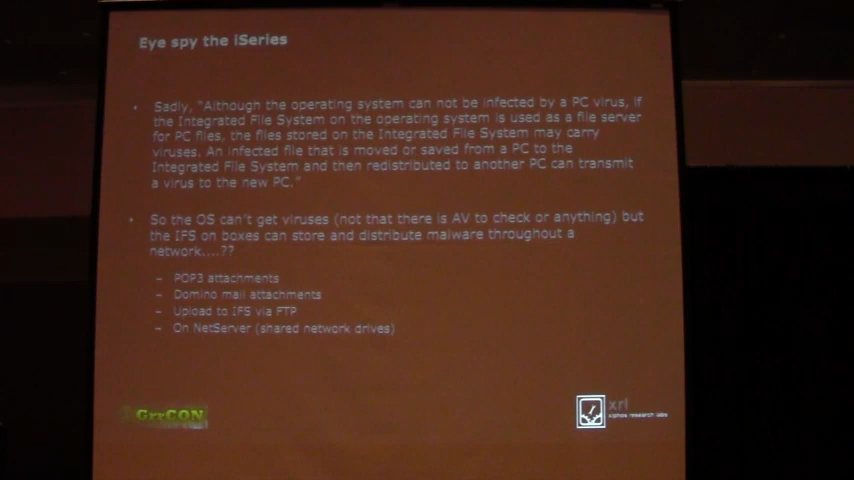 Eye spy the iSeries
• Sadly, "Although the operating system can not be infected by a PC virus, if
the Integrated File System on the operating system is used as a file server
for PC files, the files stored on the Integrated File System may carry
viruses. An infected file that is moved or saved from a PC to the
Integrated File System and then redistributed to another PC can transmit
a virus to the new PC."
• So the OS can't get viruses (not that there is AV to check or anything) but
the IFS on boxes can store and distribute malware throughout a
network....??
– POP3 attachments
– Domino mail attachments
– Upload to IFS via FTP
– On NetServer (shared network drives)
GrrCON
xrl
xiphos research labs